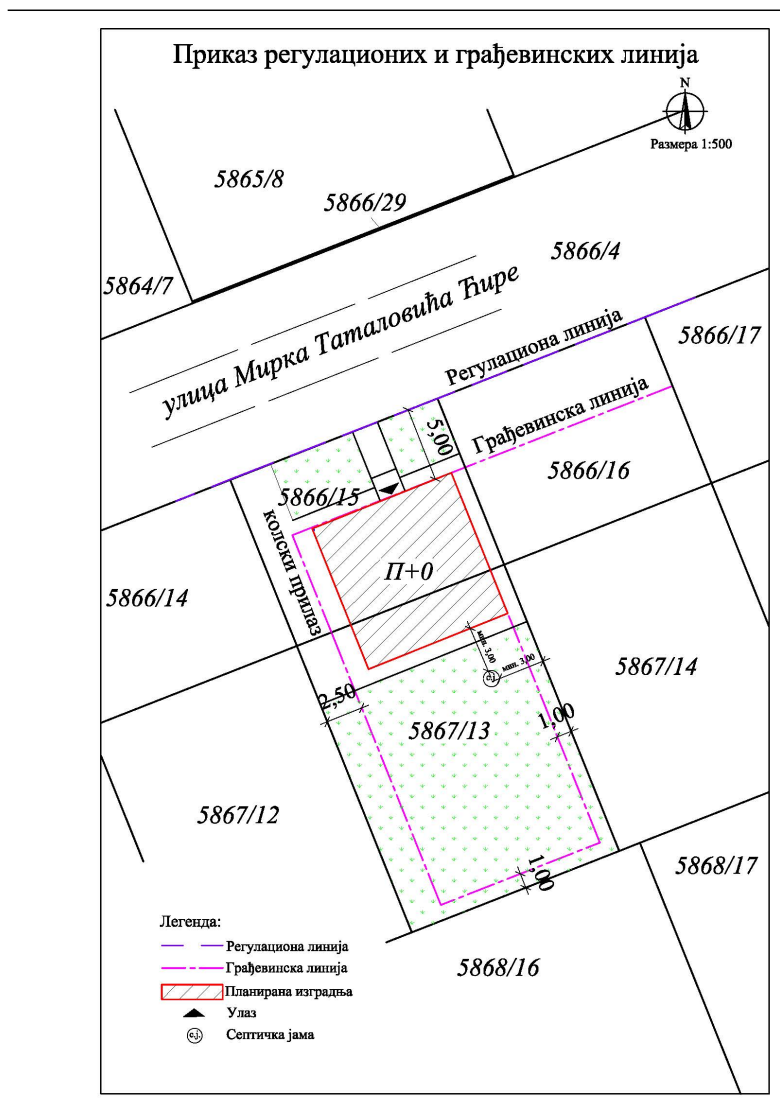 Приказ регулационих и грађевинских линија
N
Размера 1:500
5865/8
5866/29
5866/4
5864/7
улица Мирка Таталовића Ћире
Регулациона линија
5866/17
Грађевинска линија
5,00
5866/16
5866/15
колски прилаз
П+0
5866/14
мин. 3,00
мин. 3,00
с.ј.
5867/14
2,50
1,00
5867/13
5867/12
1,00
5868/17
5868/16
Легенда:
Регулациона линија
Грађевинска линија
Планирана изградња
Улаз
с.ј.
Септичка јама